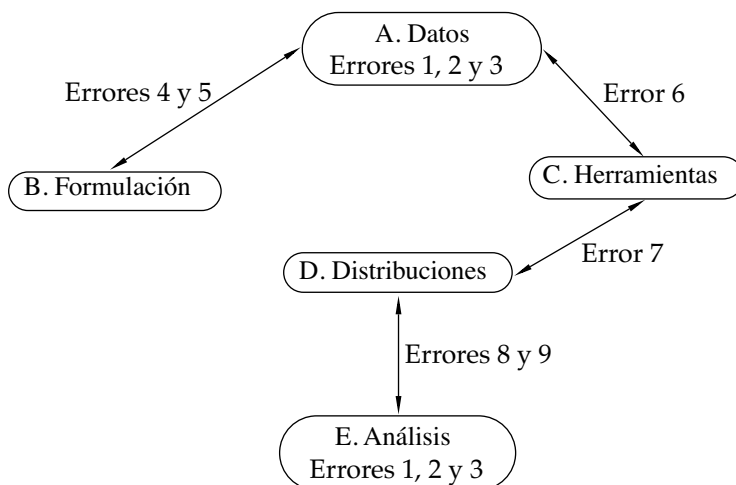 A. Datos
Errores 1, 2 y 3
Errores 4 y 5
Error 6
B. Formulación
C. Herramientas
Error 7
D. Distribuciones
Errores 8 y 9
E. Análisis
Errores 1, 2 y 3